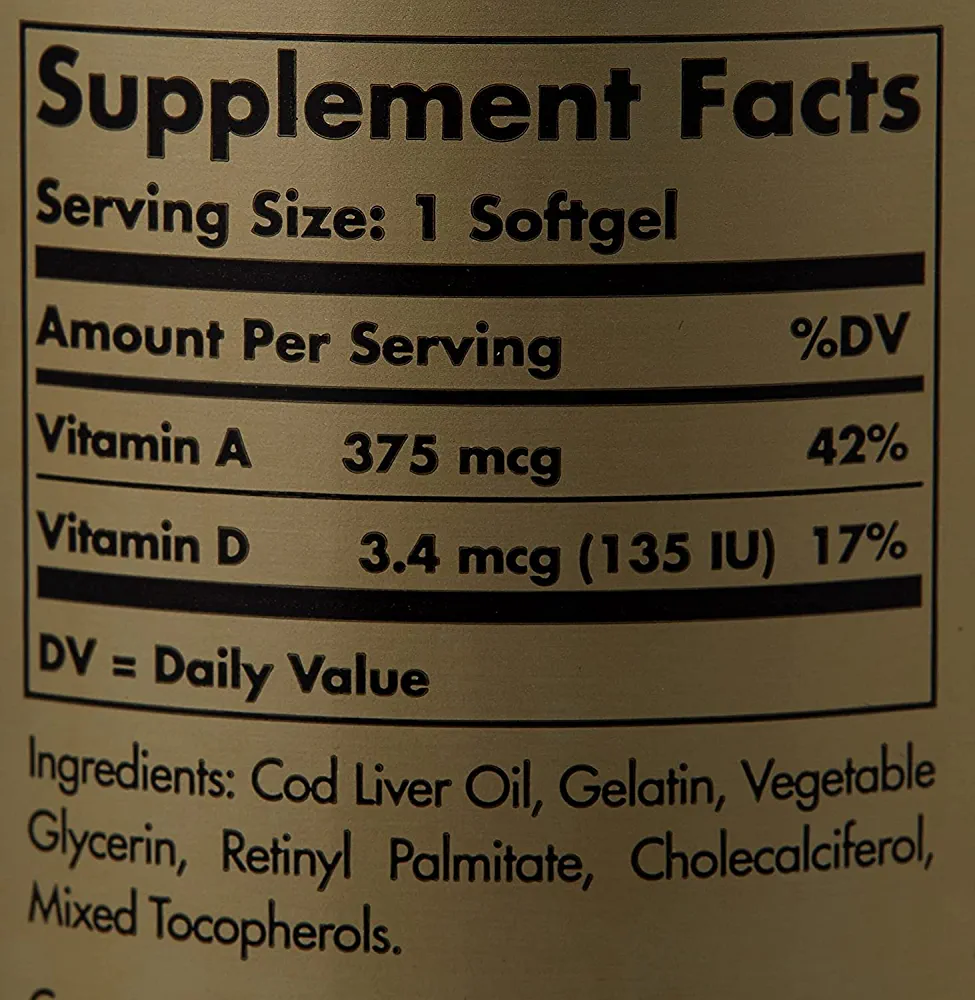 Supplement Facts
Serving Size: 1 Softgel
Amount Per Serving %DV
Vitamin A 375 mcg 42%
Vitamin D 3.4 mcg (135 IU) 17%
DV = Daily Value
Ingredients: Cod Liver Oil, Gelatin, Vegetable
Glycerin, Retinyl Palmitate, Cholecalciferol,
Mixed Tocopherols.